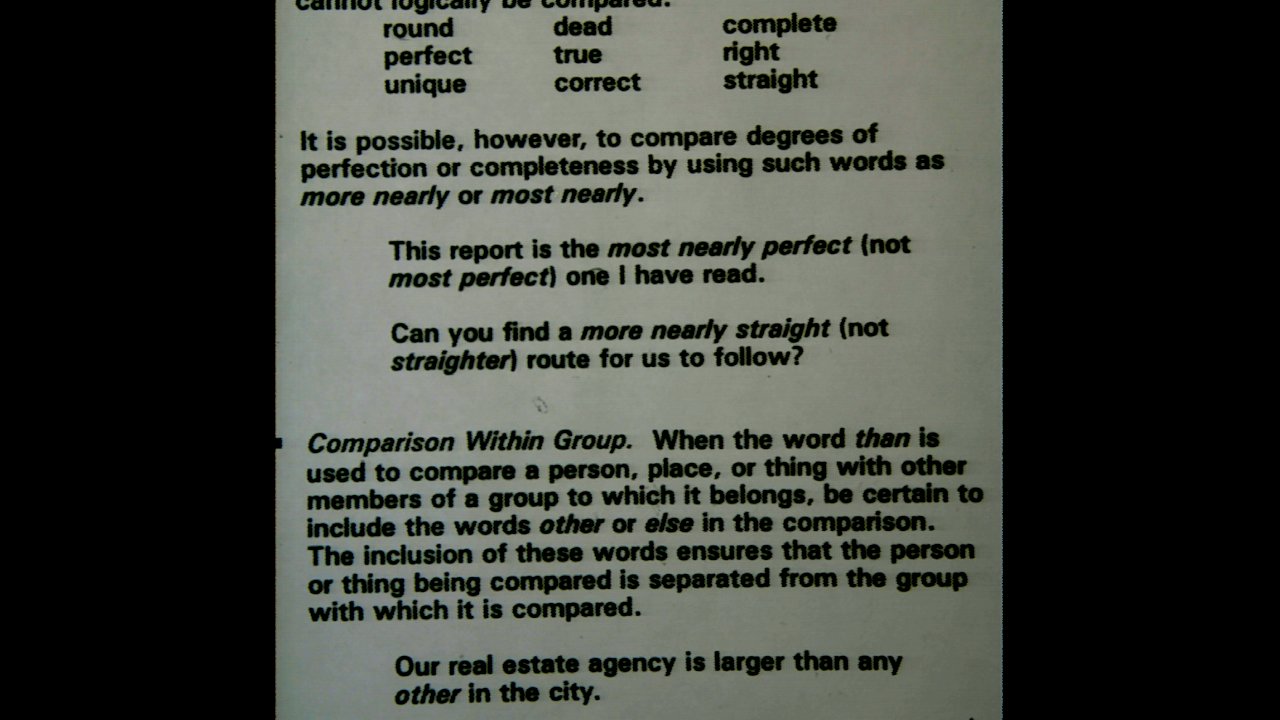 cannot logically be compared.
round dead complete
perfect true right
unique correct straight
It is possible, however, to compare degrees of
perfection or completeness by using such words as
more nearly or most nearly.
This report is the most nearly perfect (not
most perfect) one I have read.
Can you find a more nearly straight (not
straighter) route for us to follow?
Comparison Within Group. When the word than is
used to compare a person, place, or thing with other
members of a group to which it belongs, be certain to
include the words other or else in the comparison.
The inclusion of these words ensures that the person
or thing being compared is separated from the group
with which it is compared.
Our real estate agency is larger than any
other in the city.